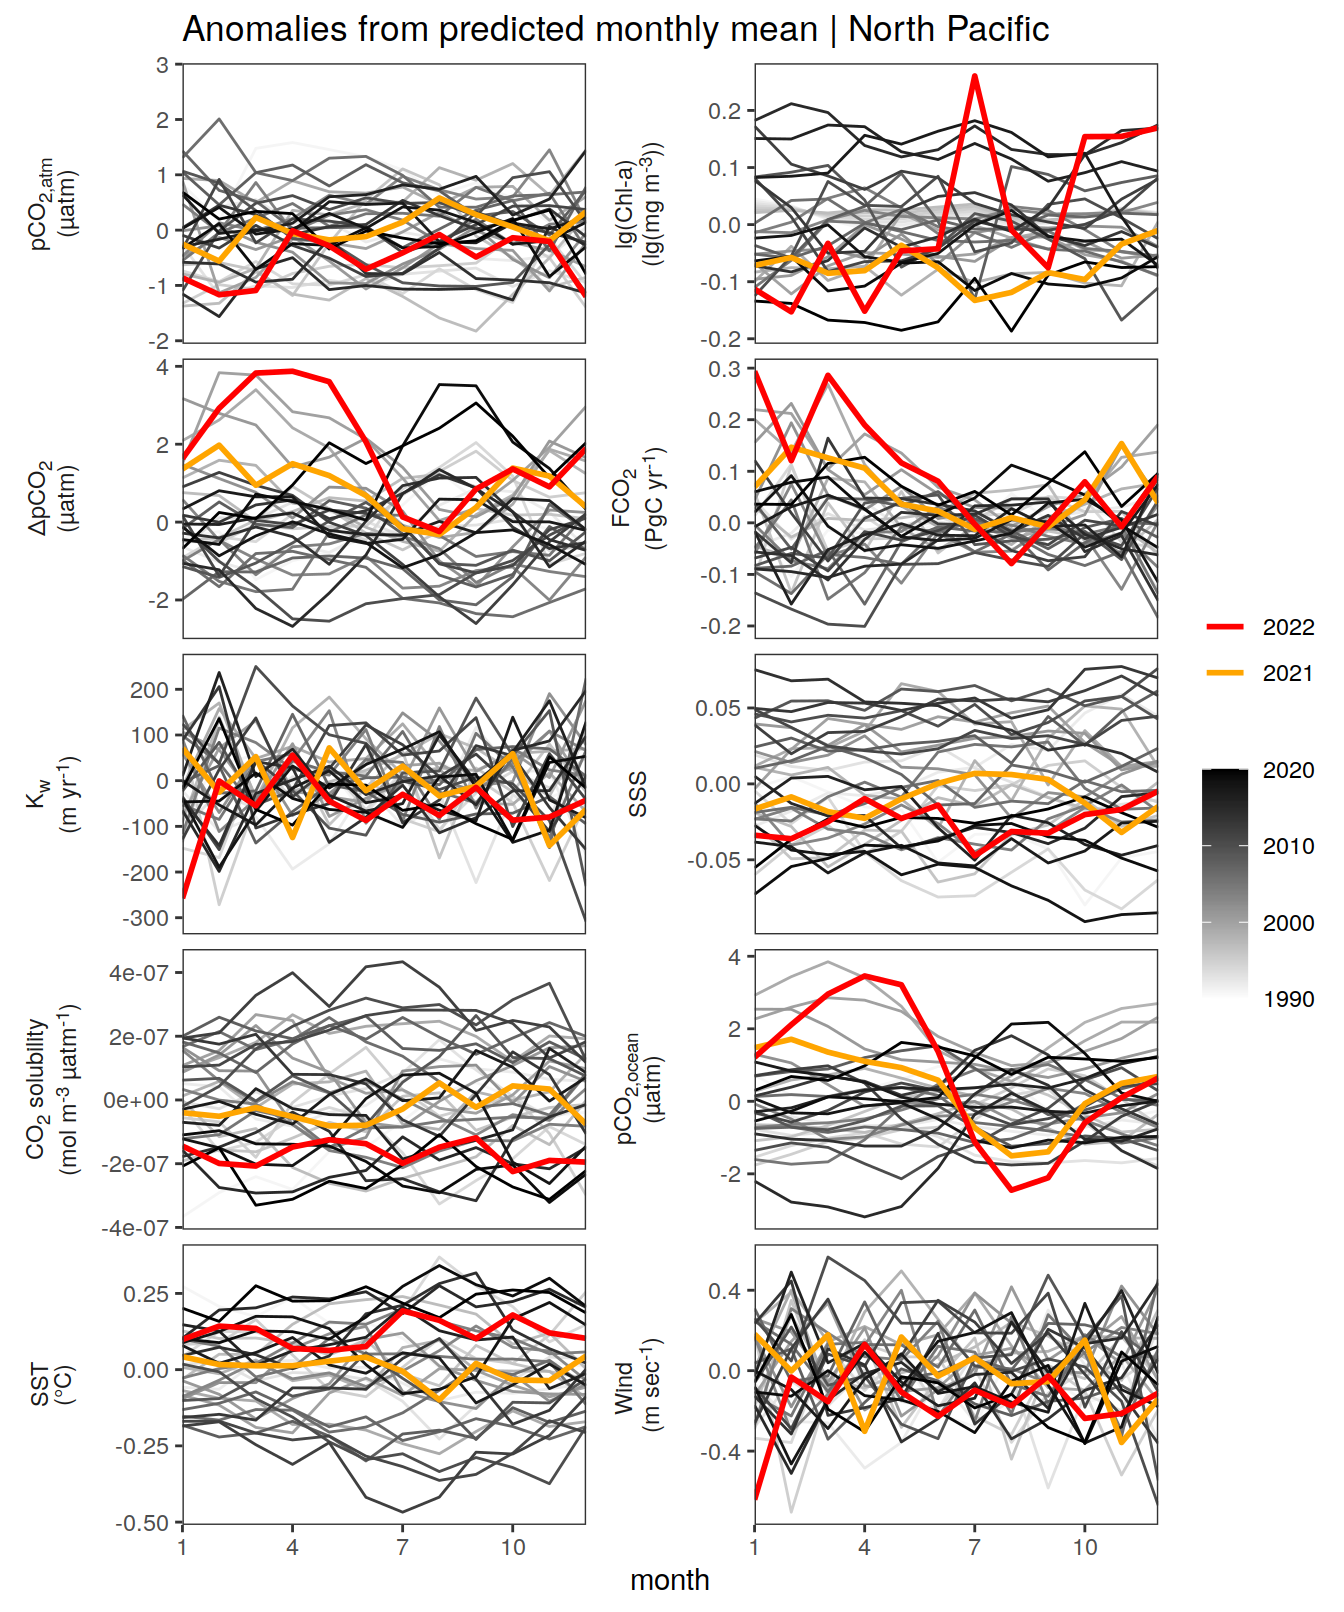 Anomalies from predicted monthly mean | North Pacific
pCO2,atm
(µatm)
3
2
1
0
-1
-2
lg(Chl-a)
(lg(mg m-3))
0.2
0.1
0.0
-0.1
-0.2
ΔpCO2
(µatm)
4
2
0
-2
FCO2
(PgC yr-1)
0.3
0.2
0.1
0.0
-0.1
-0.2
Kw
(m yr-1)
200
100
0
-100
-200
-300
SSS
0.05
0.00
-0.05
CO2 solubility
(mol m-3 µatm-1)
4e-07
2e-07
0e+00
-2e-07
-4e-07
pCO2,ocean
(µatm)
4
2
0
-2
SST
(°C)
0.25
0.00
-0.25
-0.50
Wind
(m sec-1)
0.4
0.0
-0.4
1 4 7 10
1 4 7 10
month
2022
2021
2020
2010
2000
1990